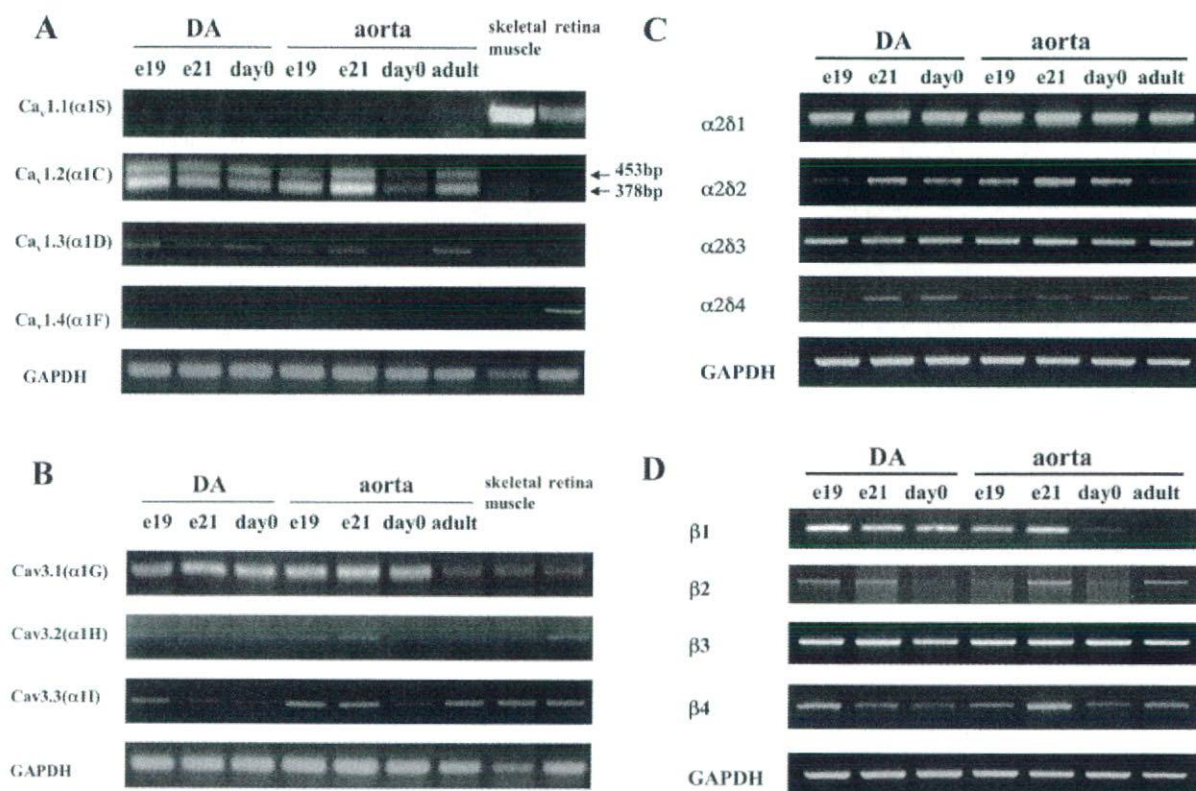 A
DA aorta skeletal muscle retina
e19 e21 day0 e19 e21 day0 adult
Caᵥ1.1(α1S)
Caᵥ1.2(α1C)
453bp
378bp
Caᵥ1.3(α1D)
Caᵥ1.4(α1F)
GAPDH
B
DA aorta skeletal muscle retina
e19 e21 day0 e19 e21 day0 adult
Cav3.1(α1G)
Cav3.2(α1H)
Cav3.3(α1I)
GAPDH
C
DA aorta
e19 e21 day0 e19 e21 day0 adult
α2δ1
α2δ2
α2δ3
α2δ4
GAPDH
D
DA aorta
e19 e21 day0 e19 e21 day0 adult
β1
β2
β3
β4
GAPDH